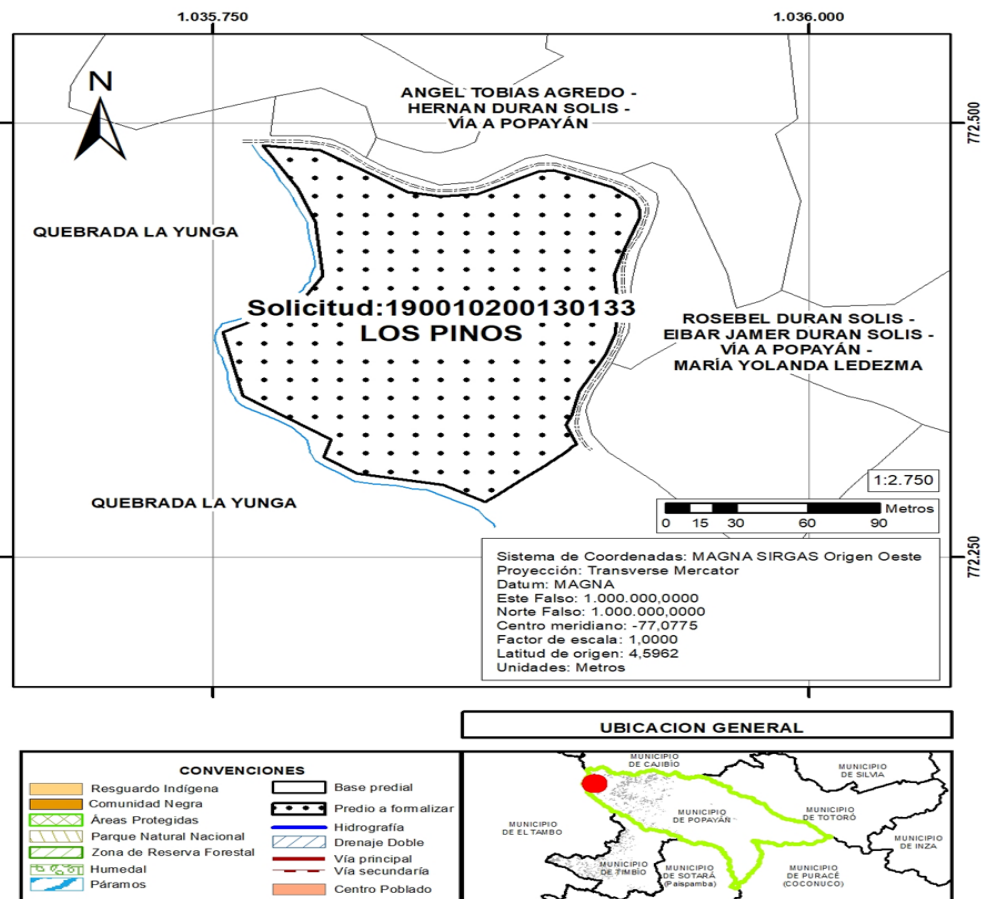 1.035.750
1.036.000
N
ANGEL TOBIAS AGREDO -
HERNAN DURAN SOLIS -
VÍA A POPAYÁN
772.500
QUEBRADA LA YUNGA
Solicitud:190010200130133
LOS PINOS
ROSEBEL DURAN SOLIS -
EIBAR JAMER DURAN SOLIS -
VÍA A POPAYÁN -
MARÍA YOLANDA LEDEZMA
QUEBRADA LA YUNGA
1:2.750
Metros
0 15 30 60 90
772.250
Sistema de Coordenadas: MAGNA SIRGAS Origen Oeste
Proyección: Transverse Mercator
Datum: MAGNA
Este Falso: 1.000.000,0000
Norte Falso: 1.000.000,0000
Centro meridiano: -77,0775
Factor de escala: 1,0000
Latitud de origen: 4,5962
Unidades: Metros
UBICACION GENERAL
CONVENCIONES
Resguardo Indígena
Comunidad Negra
Áreas Protegidas
Parque Natural Nacional
Zona de Reserva Forestal
Humedal
Páramos
Base predial
Predio a formalizar
Hidrografía
Drenaje Doble
Vía principal
Vía secundaría
Centro Poblado
MUNICIPIO
DE CAJIBÍO
MUNICIPIO
DE SILVIA
MUNICIPIO
DE POPAYÁN
MUNICIPIO
DE TOTORÓ
MUNICIPIO
DE EL TAMBO
MUNICIPIO
DE INZA
MUNICIPIO
DE TIMBÍO
MUNICIPIO
DE SOTARÁ
(Paispamba)
MUNICIPIO
DE PURACÉ
(COCONUCO)